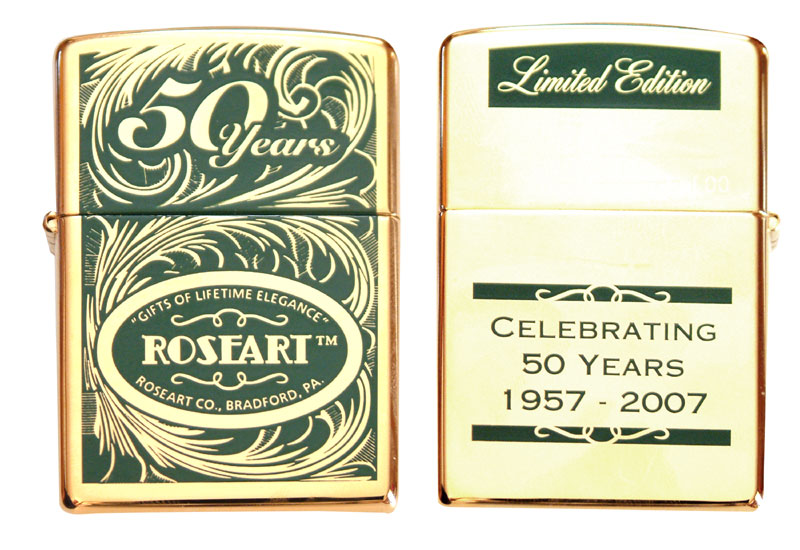 50
Years
"GIFTS OF LIFETIME ELEGANCE"
ROSEART™
ROSEART CO., BRADFORD, PA.
Limited Edition
CELEBRATING
50 YEARS
1957 - 2007